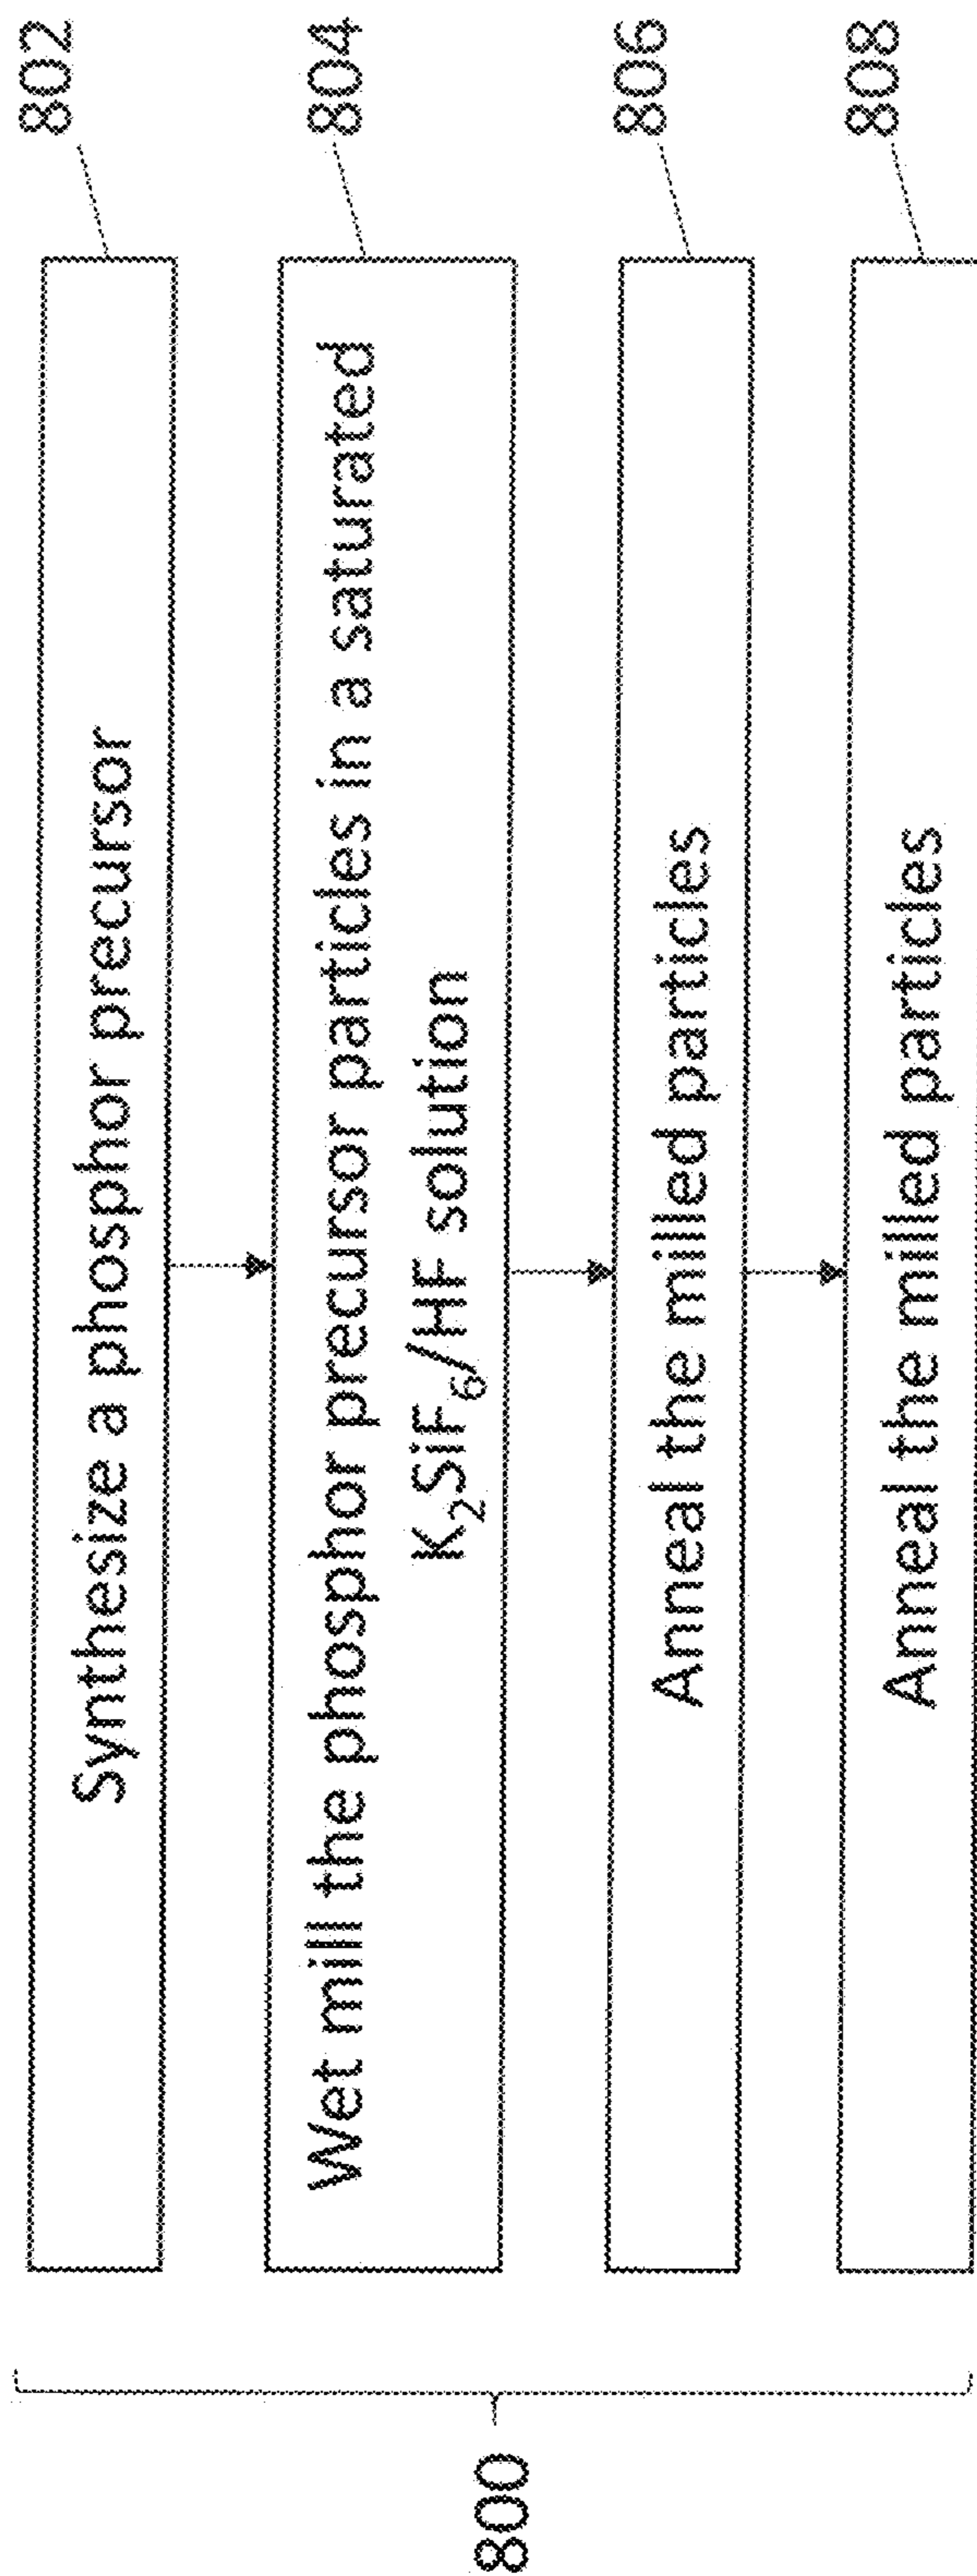 800
Synthesize a phosphor precursor
802
Wet mill the phosphor precursor particles in a saturated
K₂SiF₆/HF solution
804
Anneal the milled particles
806
Anneal the milled particles
808